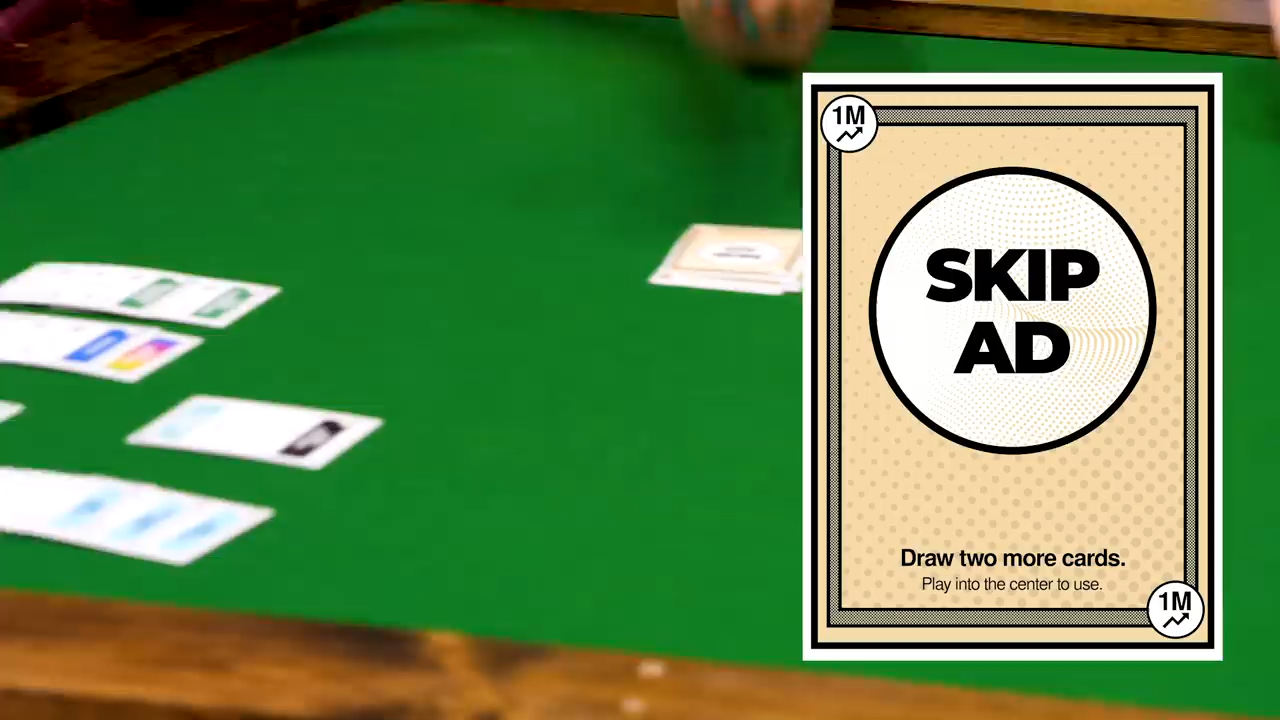 1M
SKIP
AD
Draw two more cards.
Play into the center to use.
1M